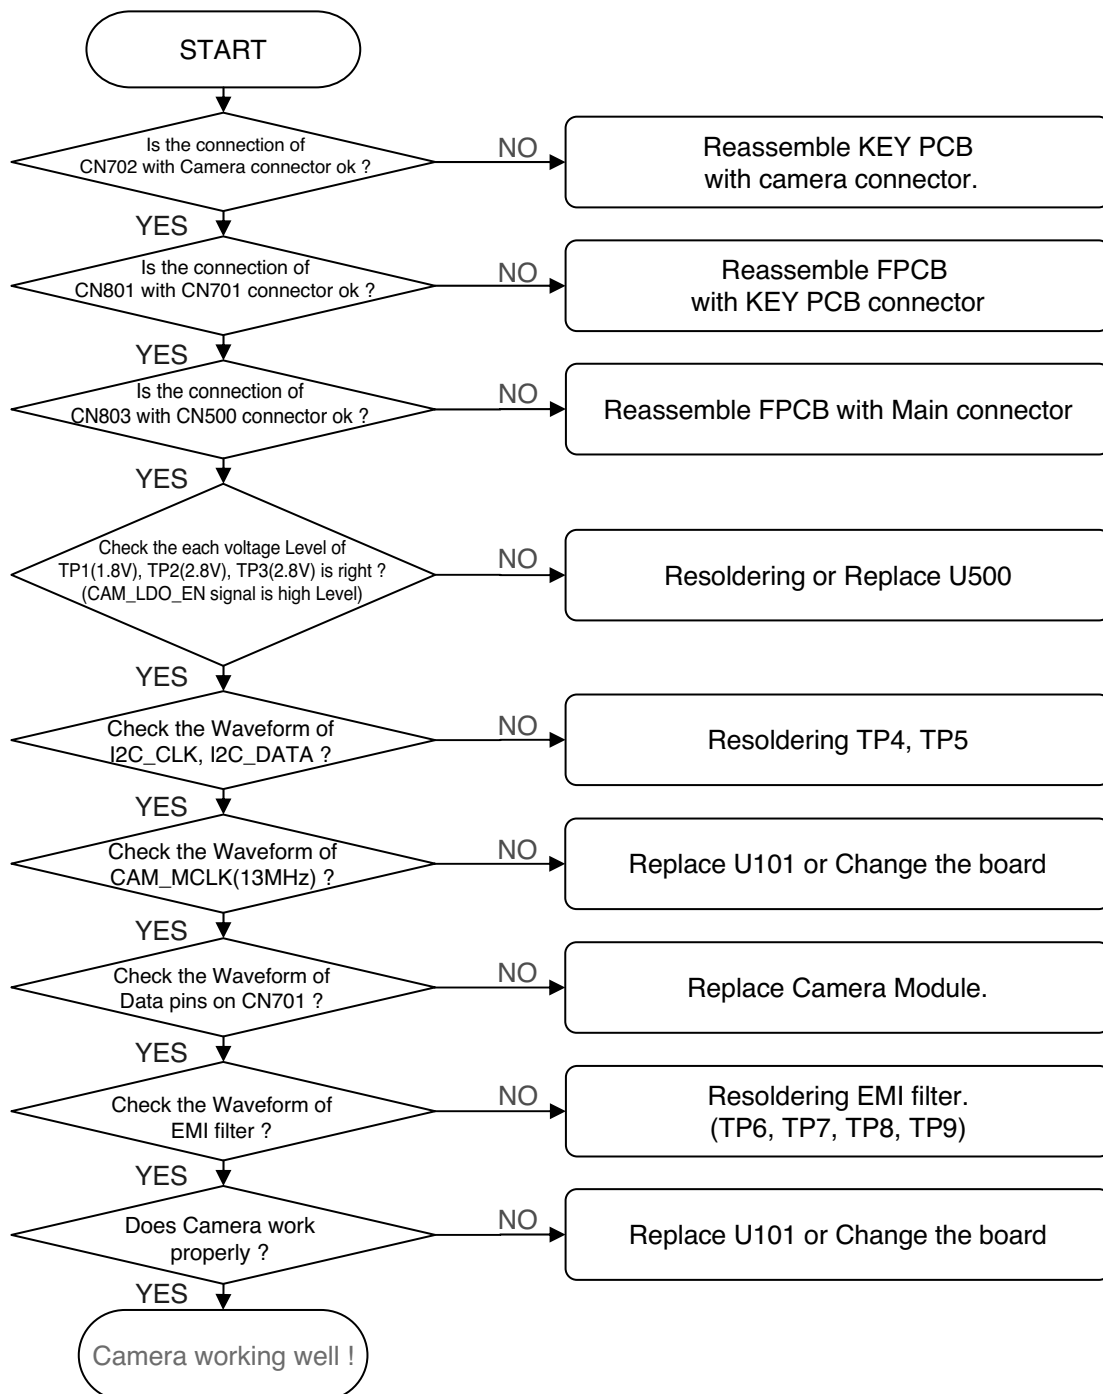 START
Is the connection of
CN702 with Camera connector ok ?
NO
Reassemble KEY PCB
with camera connector.
YES
Is the connection of
CN801 with CN701 connector ok ?
NO
Reassemble FPCB
with KEY PCB connector
YES
Is the connection of
CN803 with CN500 connector ok ?
NO
Reassemble FPCB with Main connector
YES
Check the each voltage Level of
TP1(1.8V), TP2(2.8V), TP3(2.8V) is right ?
(CAM_LDO_EN signal is high Level)
NO
Resoldering or Replace U500
YES
Check the Waveform of
I2C_CLK, I2C_DATA ?
NO
Resoldering TP4, TP5
YES
Check the Waveform of
CAM_MCLK(13MHz) ?
NO
Replace U101 or Change the board
YES
Check the Waveform of
Data pins on CN701 ?
NO
Replace Camera Module.
YES
Check the Waveform of
EMI filter ?
NO
Resoldering EMI filter.
(TP6, TP7, TP8, TP9)
YES
Does Camera work
properly ?
NO
Replace U101 or Change the board
YES
Camera working well !